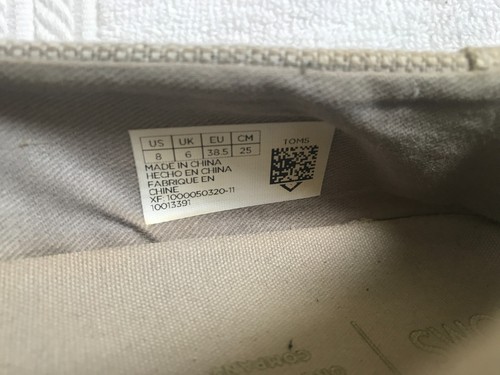 US UK EU CM
8 6 38.5 25
TOMS
MADE IN CHINA
HECHO EN CHINA
FABRIQUE EN
CHINE
XF: 1000050320-11
10013391